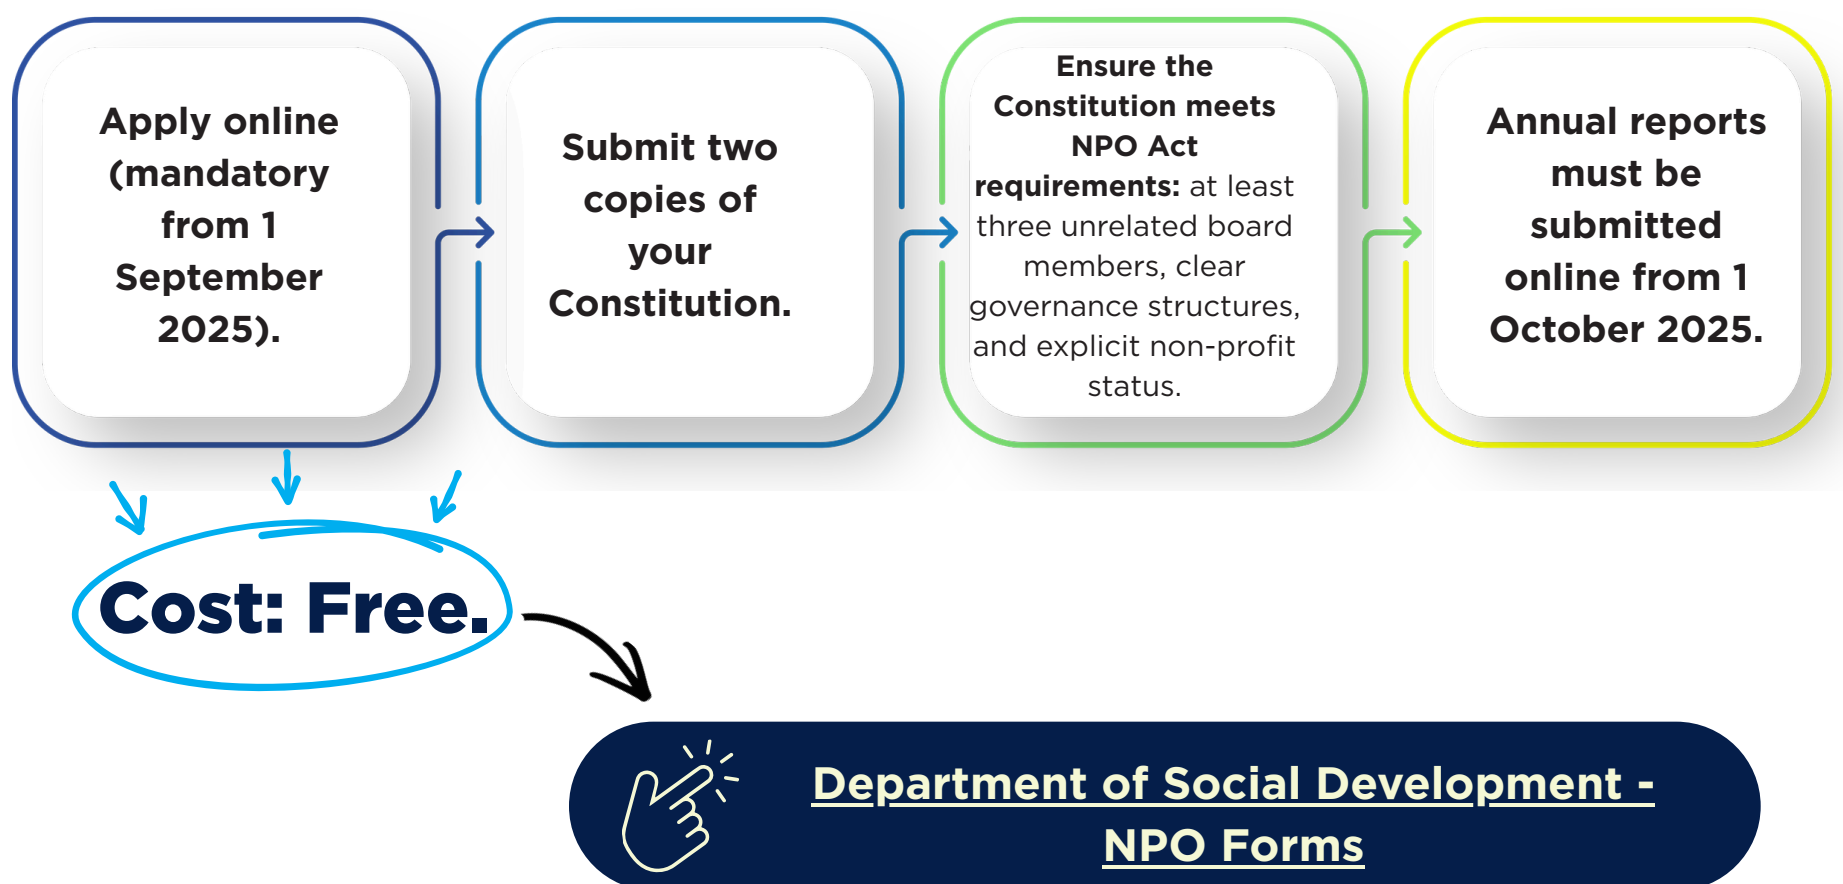 Apply online
(mandatory
from 1
September
2025).
Submit two
copies of
your
Constitution.
Ensure the
Constitution meets
NPO Act
requirements: at least
three unrelated board
members, clear
governance structures,
and explicit non-profit
status.
Annual reports
must be
submitted
online from 1
October 2025.
Cost: Free.
Department of Social Development -
NPO Forms